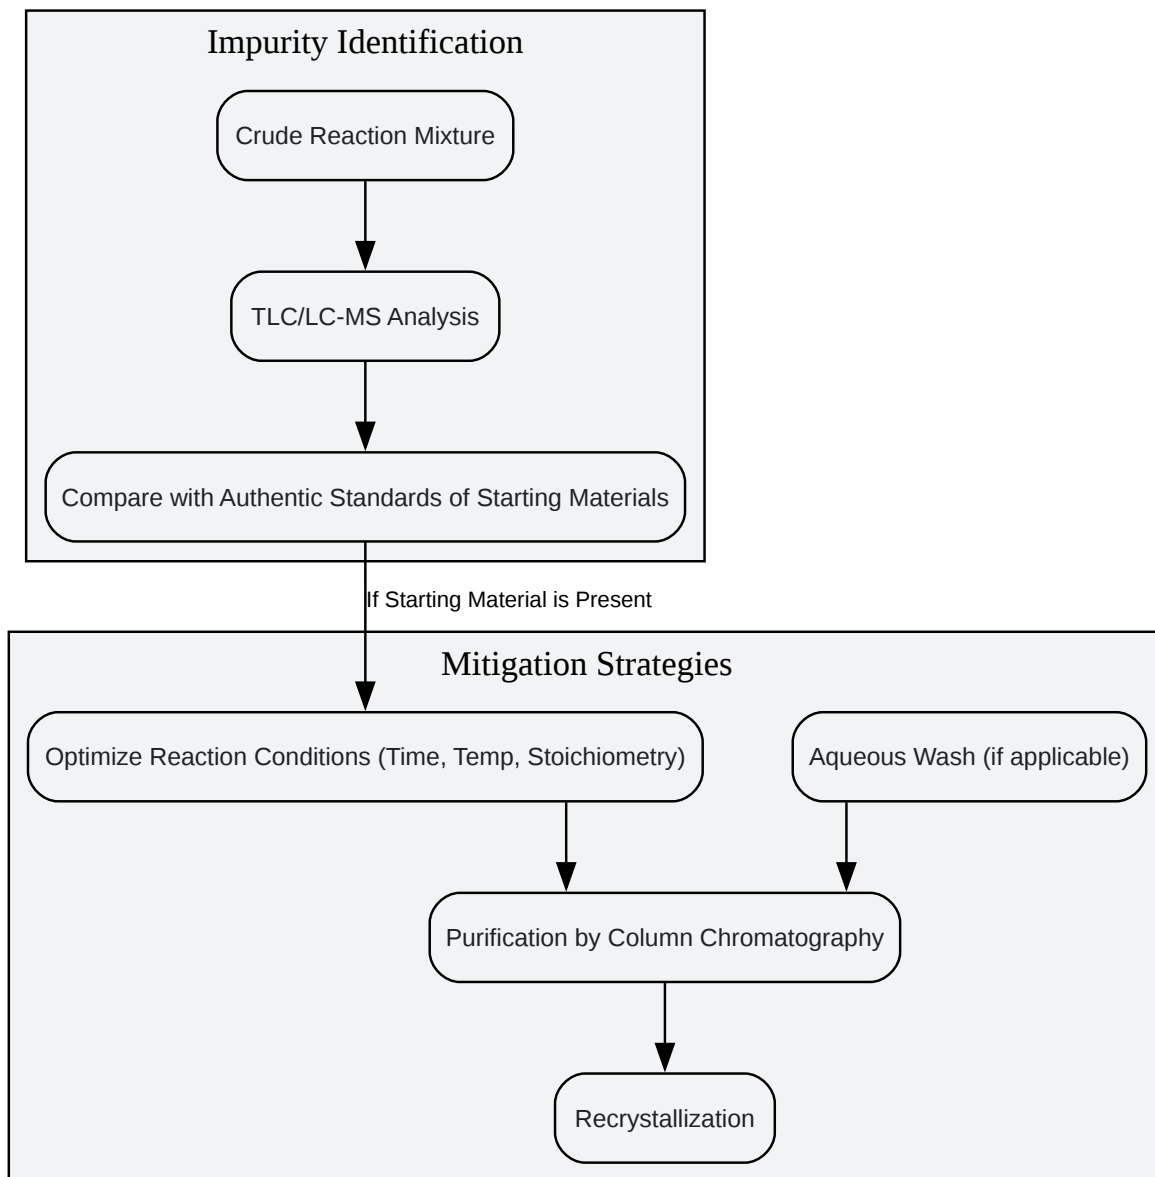 Impurity Identification
Crude Reaction Mixture
TLC/LC-MS Analysis
Compare with Authentic Standards of Starting Materials
If Starting Material is Present
Mitigation Strategies
Optimize Reaction Conditions (Time, Temp, Stoichiometry)
Aqueous Wash (if applicable)
Purification by Column Chromatography
Recrystallization